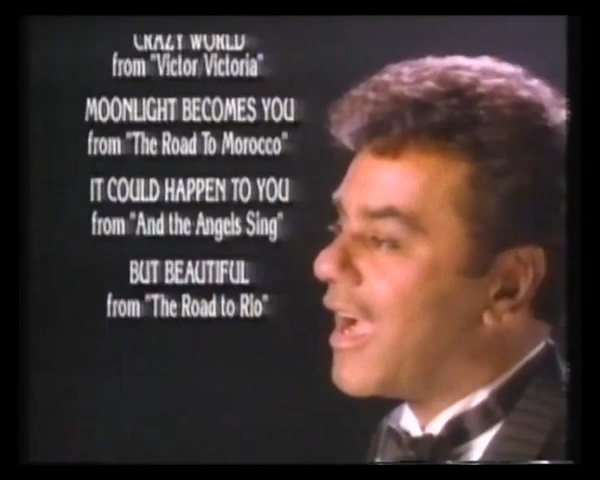 CRAZY WORLD
from "Victor Victoria"
MOONLIGHT BECOMES YOU
from "The Road To Morocco"
IT COULD HAPPEN TO YOU
from "And the Angels Sing"
BUT BEAUTIFUL
from "The Road to Rio"